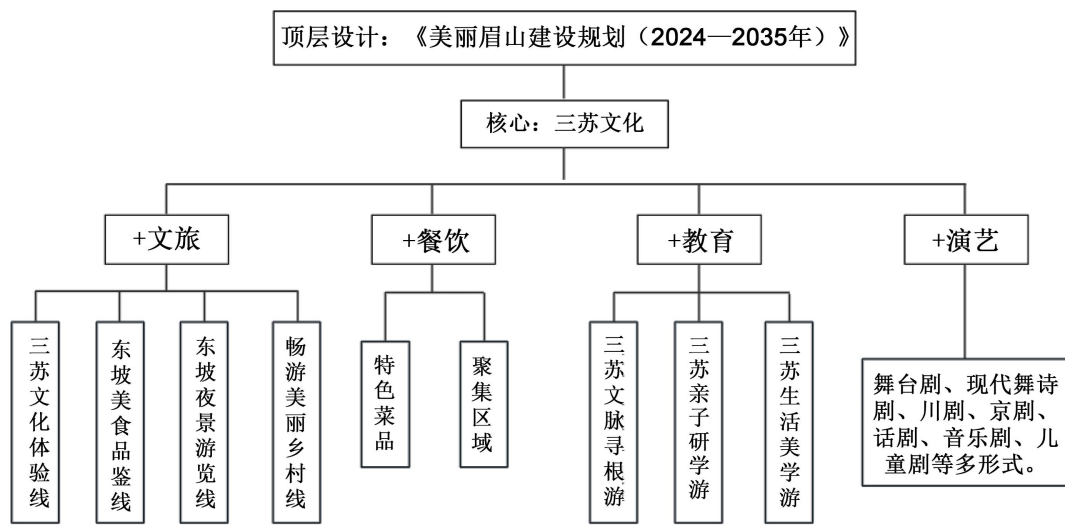 顶层设计：《美丽眉山建设规划（2024—2035年）》
核心：三苏文化
+文旅
+餐饮
+教育
+演艺
三苏文化体验线
东坡美食品鉴线
东坡夜景游览线
畅游美丽乡村线
特色菜品
聚集区域
三苏文脉寻根游
三苏亲子研学游
三苏生活美学游
舞台剧、现代舞诗
剧、川剧、京剧、
话剧、音乐剧、儿
童剧等多形式。